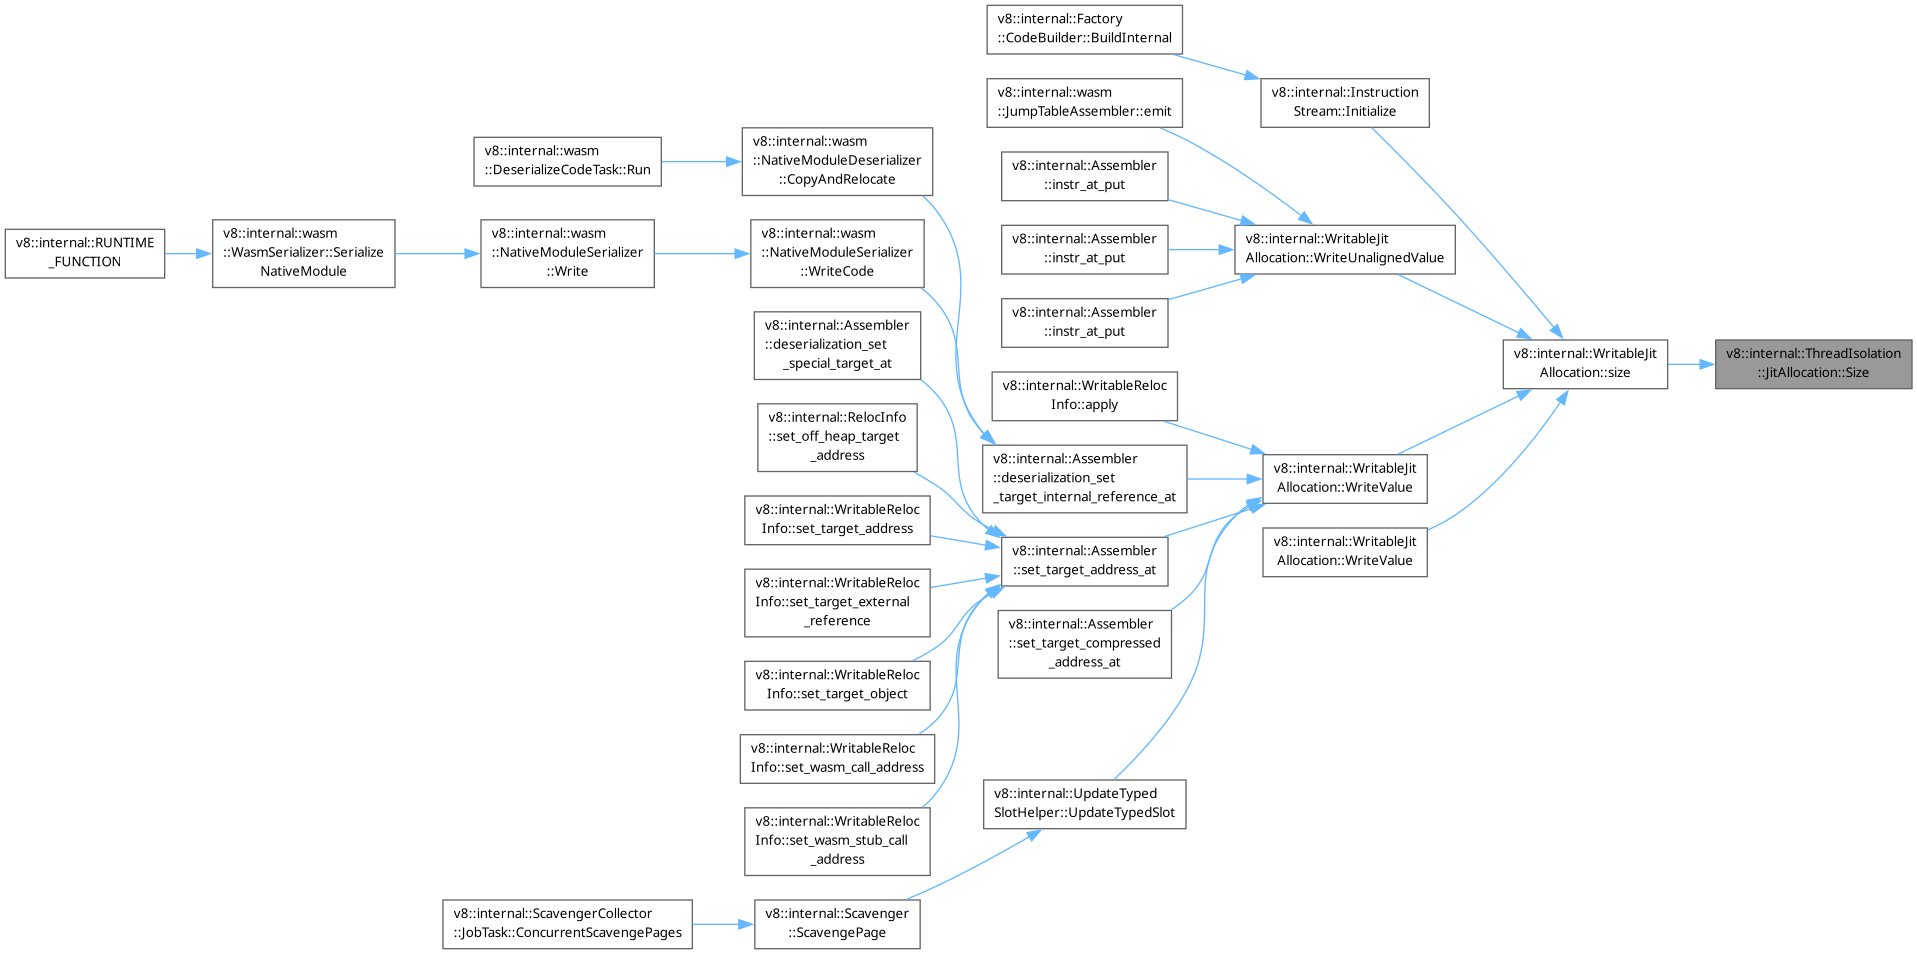 v8::internal::Factory
::CodeBuilder::BuildInternal
v8::internal::Instruction
Stream::Initialize
v8::internal::wasm
::JumpTableAssembler::emit
v8::internal::wasm
::NativeModuleDeserializer
::CopyAndRelocate
v8::internal::wasm
::DeserializeCodeTask::Run
v8::internal::Assembler
::instr_at_put
v8::internal::RUNTIME
_FUNCTION
v8::internal::wasm
::WasmSerializer::Serialize
NativeModule
v8::internal::wasm
::NativeModuleSerializer
::Write
v8::internal::wasm
::NativeModuleSerializer
::WriteCode
v8::internal::Assembler
::instr_at_put
v8::internal::WritableJit
Allocation::WriteUnalignedValue
v8::internal::Assembler
::instr_at_put
v8::internal::Assembler
::deserialization_set
_special_target_at
v8::internal::WritableJit
Allocation::size
v8::internal::ThreadIsolation
::JitAllocation::Size
v8::internal::WritableReloc
Info::apply
v8::internal::RelocInfo
::set_off_heap_target
_address
v8::internal::Assembler
::deserialization_set
_target_internal_reference_at
v8::internal::WritableJit
Allocation::WriteValue
v8::internal::WritableReloc
Info::set_target_address
v8::internal::Assembler
::set_target_address_at
v8::internal::WritableJit
Allocation::WriteValue
v8::internal::WritableReloc
Info::set_target_external
_reference
v8::internal::Assembler
::set_target_compressed
_address_at
v8::internal::WritableReloc
Info::set_target_object
v8::internal::WritableReloc
Info::set_wasm_call_address
v8::internal::UpdateTyped
SlotHelper::UpdateTypedSlot
v8::internal::WritableReloc
Info::set_wasm_stub_call
_address
v8::internal::ScavengerCollector
::JobTask::ConcurrentScavengePages
v8::internal::Scavenger
::ScavengePage